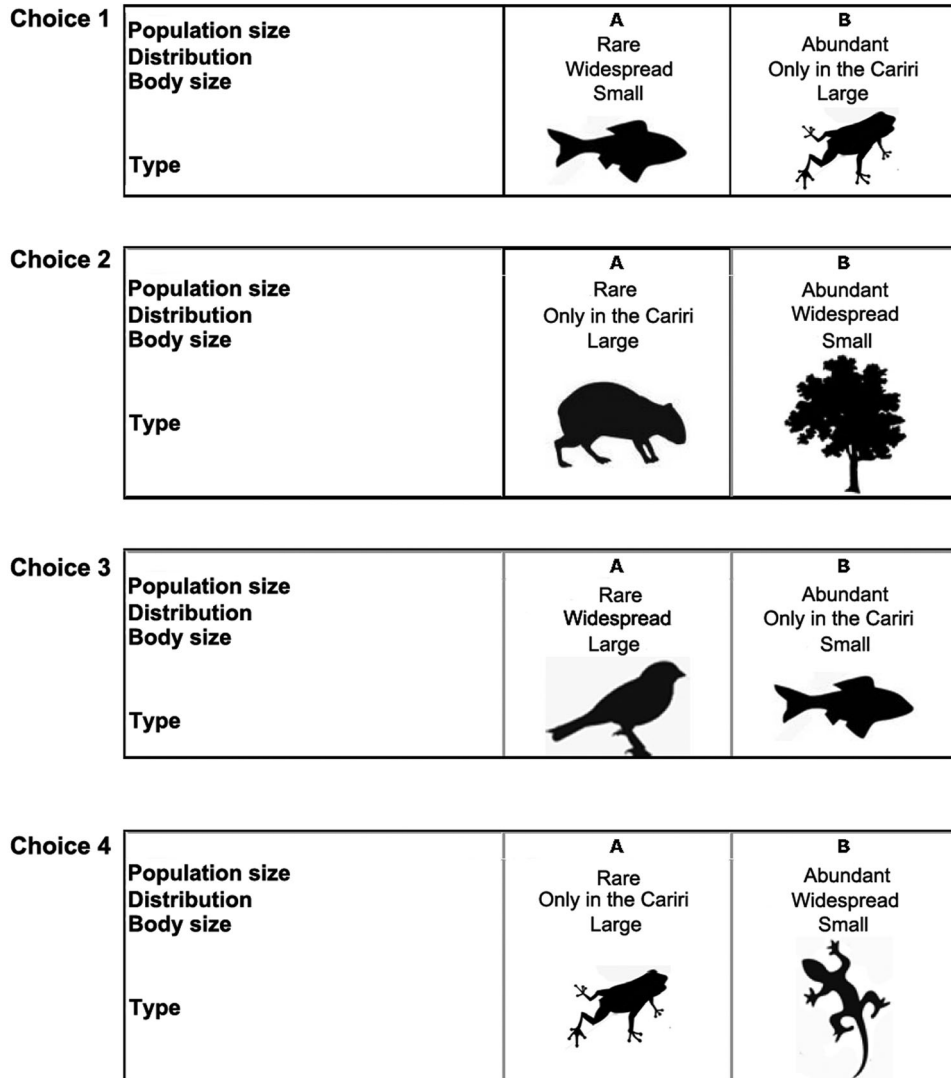 Choice 1
A B
Population size Rare Abundant
Distribution Widespread Only in the Cariri
Body size Small Large
Type
Choice 2
A B
Population size Rare Abundant
Distribution Only in the Cariri Widespread
Body size Large Small
Type
Choice 3
A B
Population size Rare Abundant
Distribution Widespread Only in the Cariri
Body size Large Small
Type
Choice 4
A B
Population size Rare Abundant
Distribution Only in the Cariri Widespread
Body size Large Small
Type